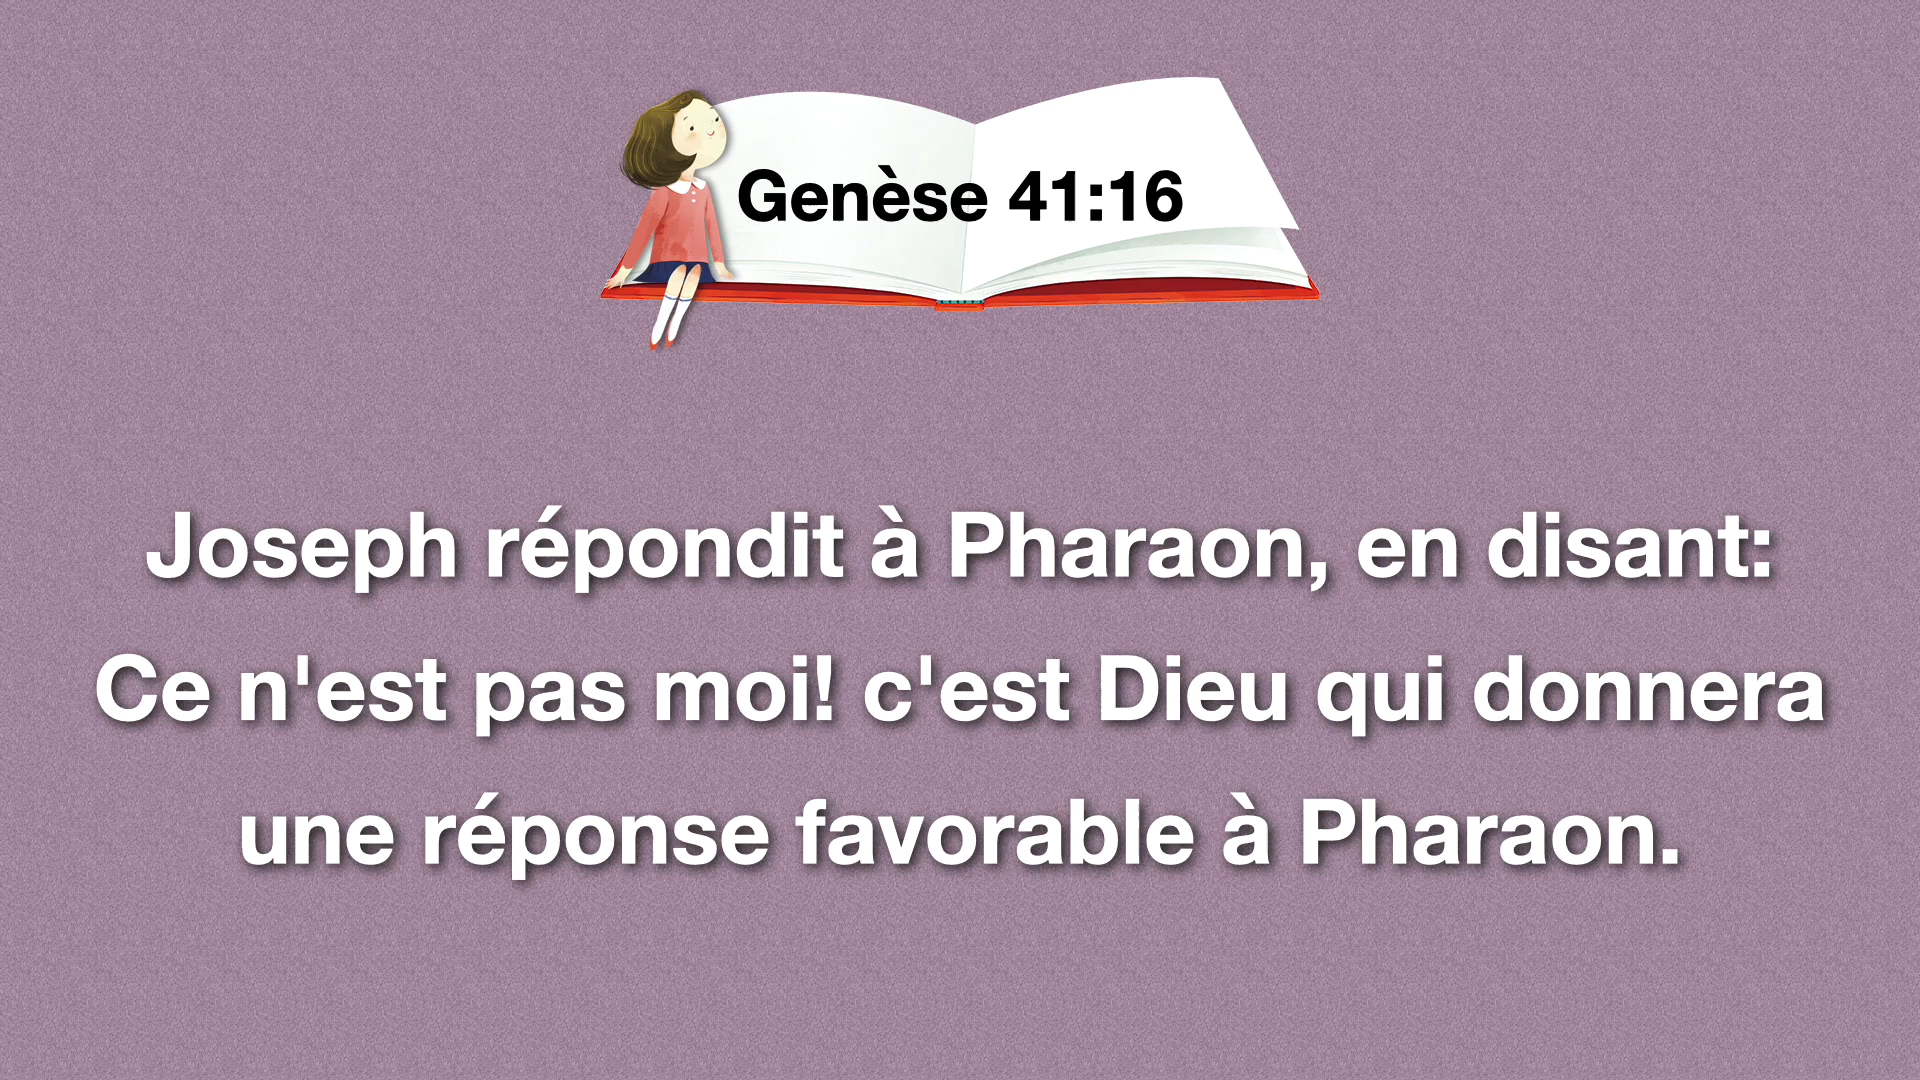 Genèse 41:16
Joseph répondit à Pharaon, en disant:
Ce n'est pas moi! c'est Dieu qui donnera
une réponse favorable à Pharaon.